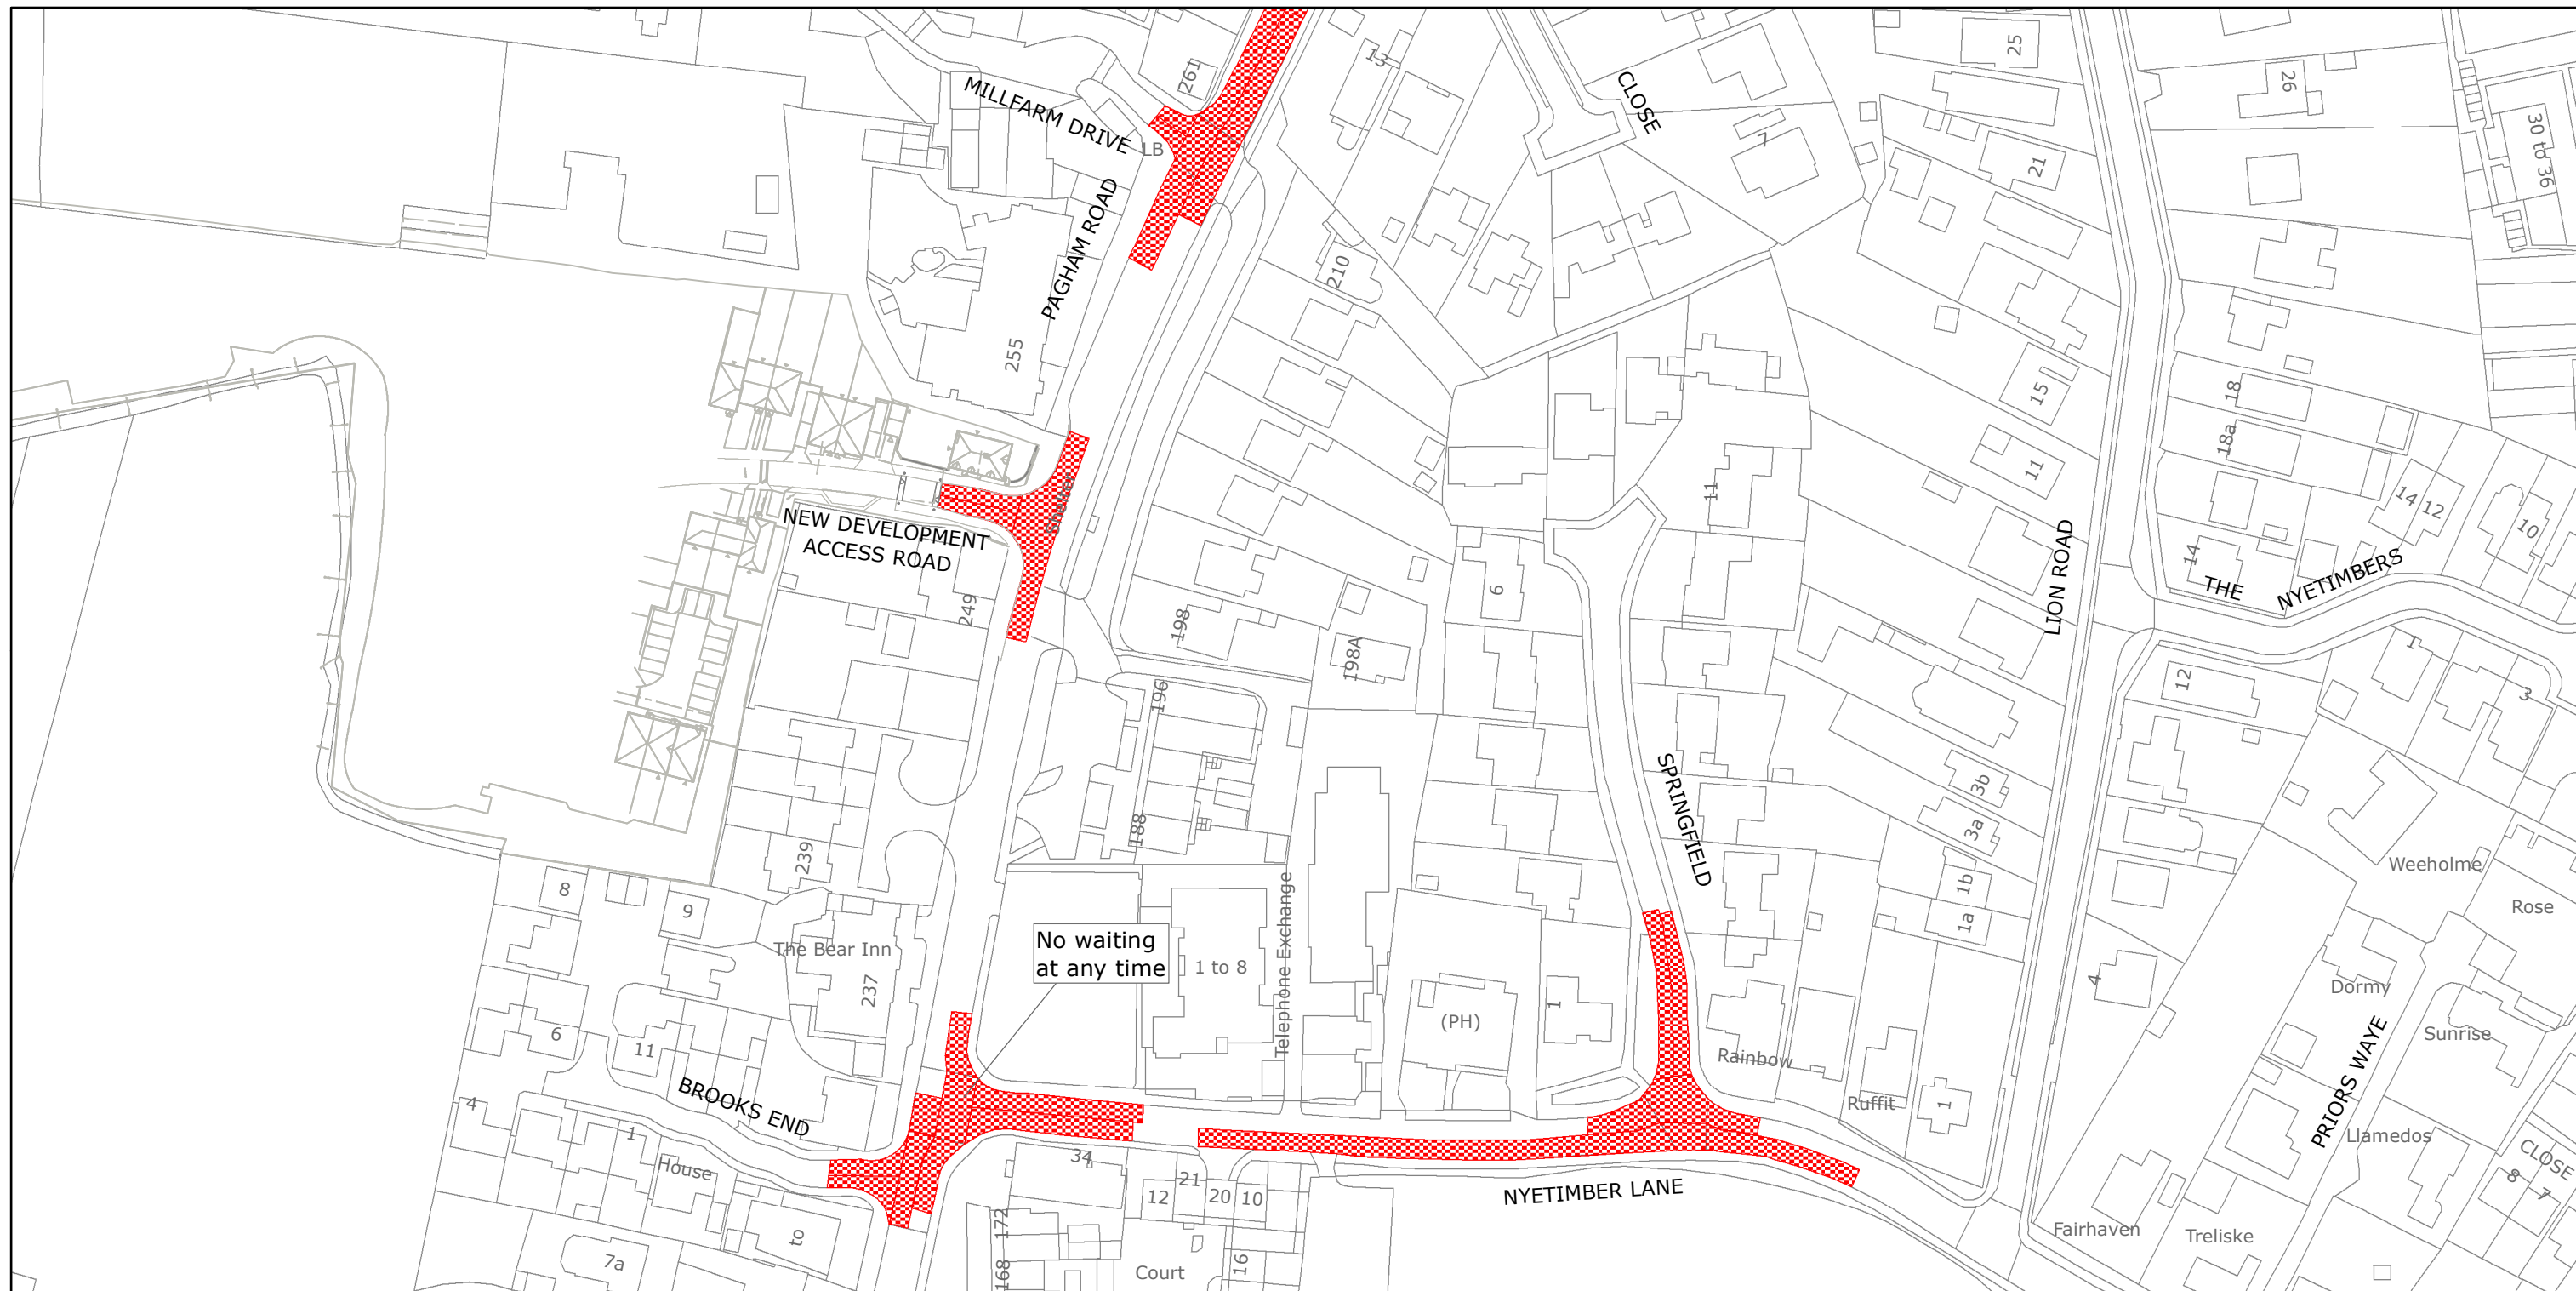 261
13
CLOSE
25
26
30 to 36
MILLFARM DRIVE
LB
7
21
PAGHAM ROAD
210
255
15
18
18a
11
11
14
12
10
NEW DEVELOPMENT
ACCESS ROAD
249
LION ROAD
14
THE NYETIMBERS
6
198
198A
1
12
3
196
188
SPRINGFIELD
3b
3a
239
Weeholme
8
9
1b
1a
Rose
The Bear Inn
237
No waiting
at any time
1 to 8
Telephone Exchange
(PH)
1
4
Dormy
Sunrise
6
11
Rainbow
BROOKS END
4
1
House
Ruffit
1
PRIORS WAYE
Llamedos
CLOSE
34
12
21
20
10
NYETIMBER LANE
8
7
172
to
7a
168
Court
16
Fairhaven
Treliske